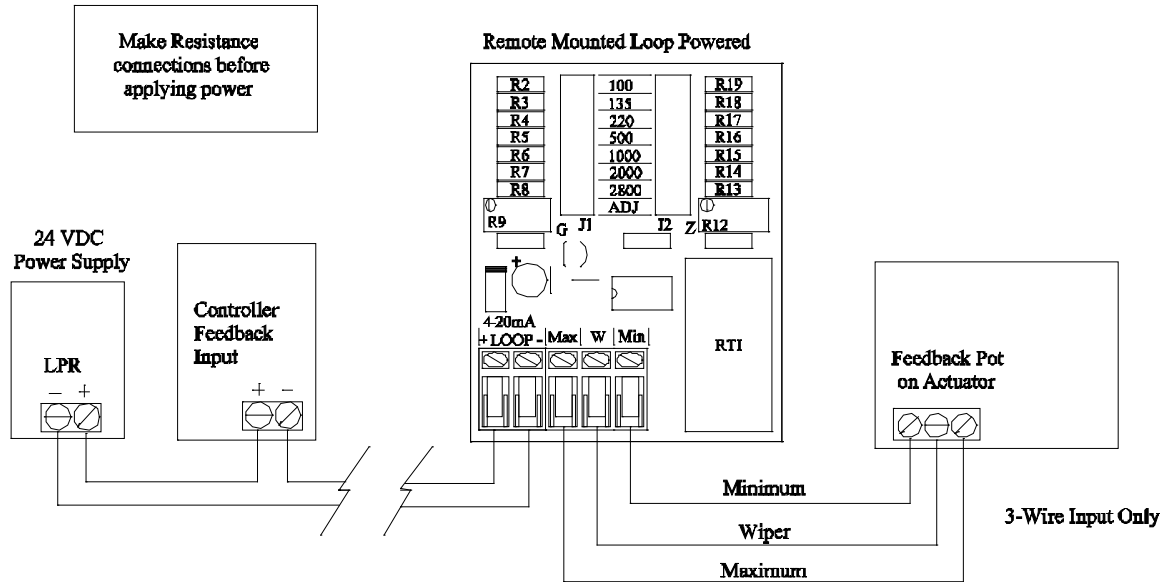 Make Resistance
connections before
applying power
Remote Mounted Loop Powered
R2 100 R19
R3 135 R18
R4 220 R17
R5 500 R16
R6 1000 R15
R7 2000 R14
R8 2800 R13
ADJ
R9 G J1 J2 Z R12
+
4-20mA
+ LOOP - Max W Min
RTI
24 VDC
Power Supply
LPR
- +
Controller
Feedback
Input
+ -
Feedback Pot
on Actuator
Minimum
Wiper
Maximum
3-Wire Input Only